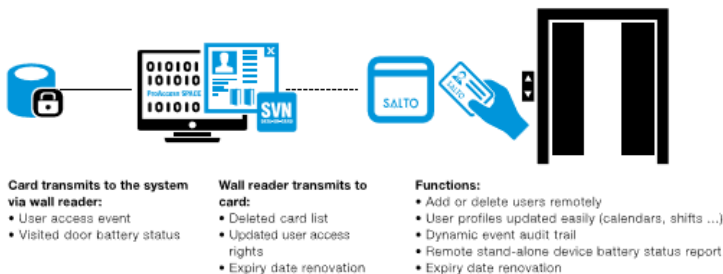 010101
101010
ProAccess SPACE
101010
SVN
SALTO
SALTO
Card transmits to the system
via wall reader:
• User access event
• Visited door battery status
Wall reader transmits to
card:
• Deleted card list
• Updated user access
rights
• Expiry date renovation
Functions:
• Add or delete users remotely
• User profiles updated easily (calendars, shifts ...)
• Dynamic event audit trail
• Remote stand-alone device battery status report
• Expiry date renovation